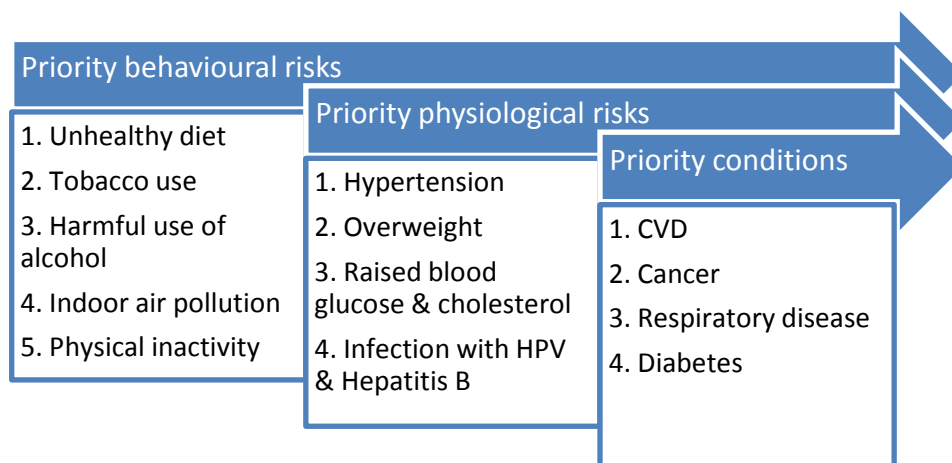 Priority behavioural risks
1. Unhealthy diet
2. Tobacco use
3. Harmful use of
alcohol
4. Indoor air pollution
5. Physical inactivity
Priority physiological risks
1. Hypertension
2. Overweight
3. Raised blood
glucose & cholesterol
4. Infection with HPV
& Hepatitis B
Priority conditions
1. CVD
2. Cancer
3. Respiratory disease
4. Diabetes